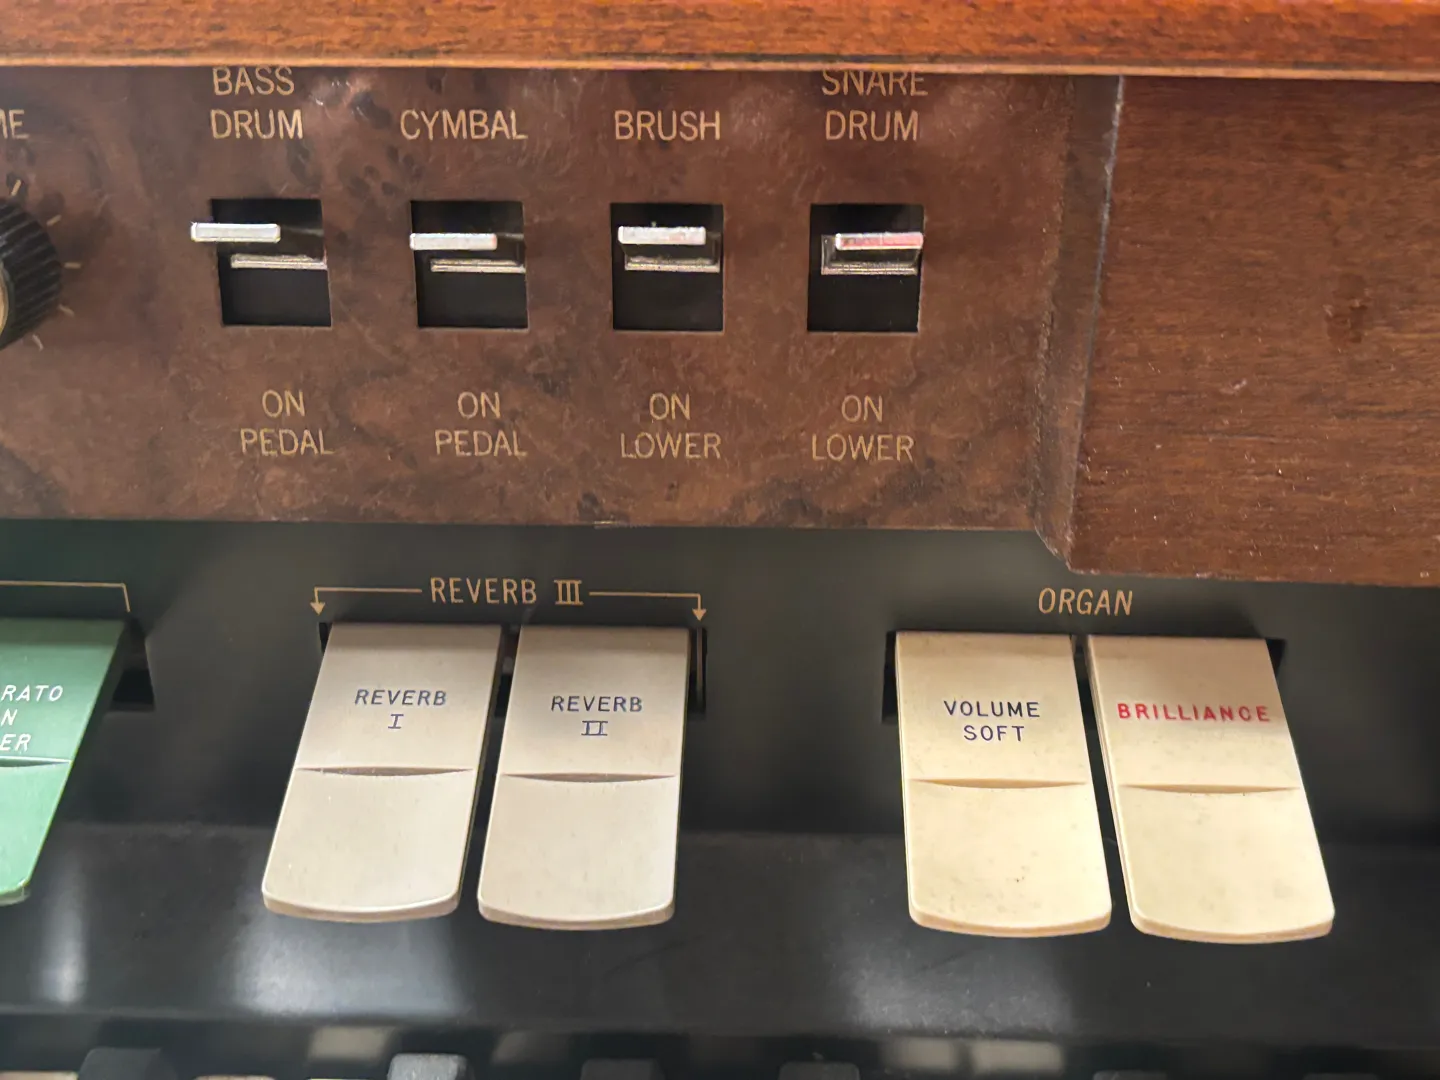 BASS
DRUM
CYMBAL
BRUSH
SNARE
DRUM
ON
PEDAL
ON
PEDAL
ON
LOWER
ON
LOWER
REVERB III
ORGAN
REVERB
I
REVERB
II
VOLUME
SOFT
BRILLIANCE